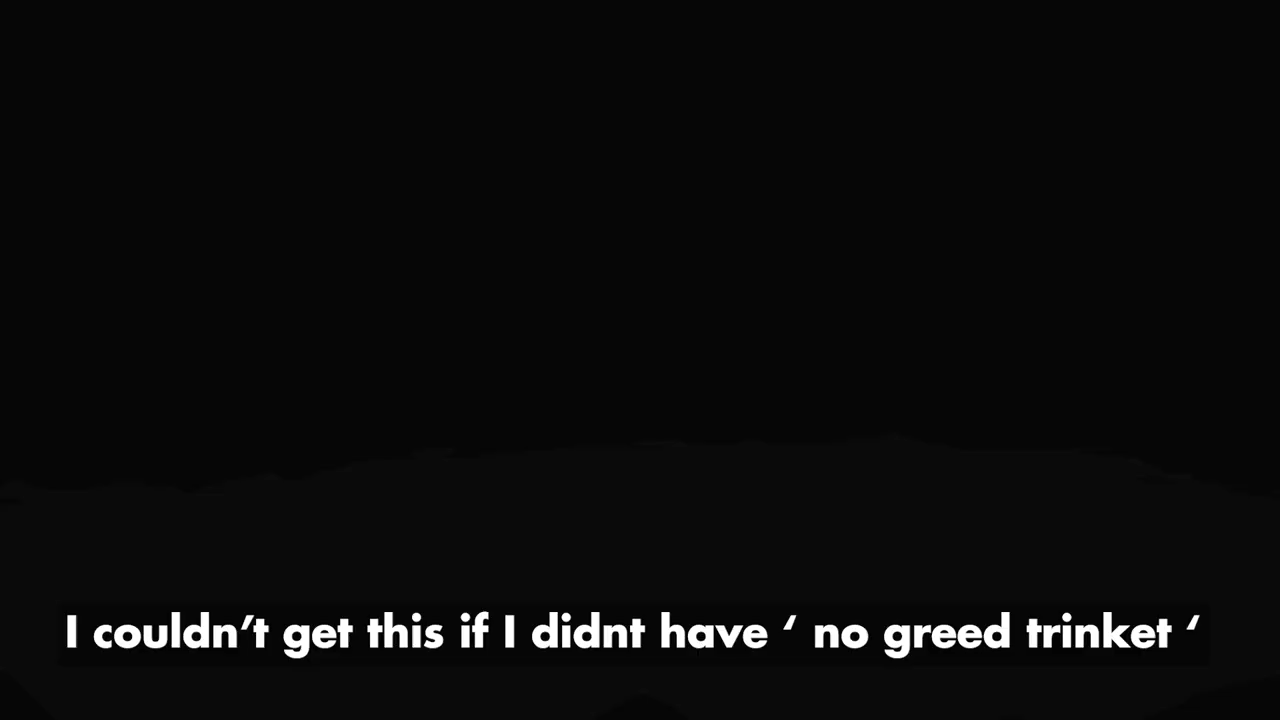 I couldn’t get this if I didnt have ‘ no greed trinket ‘